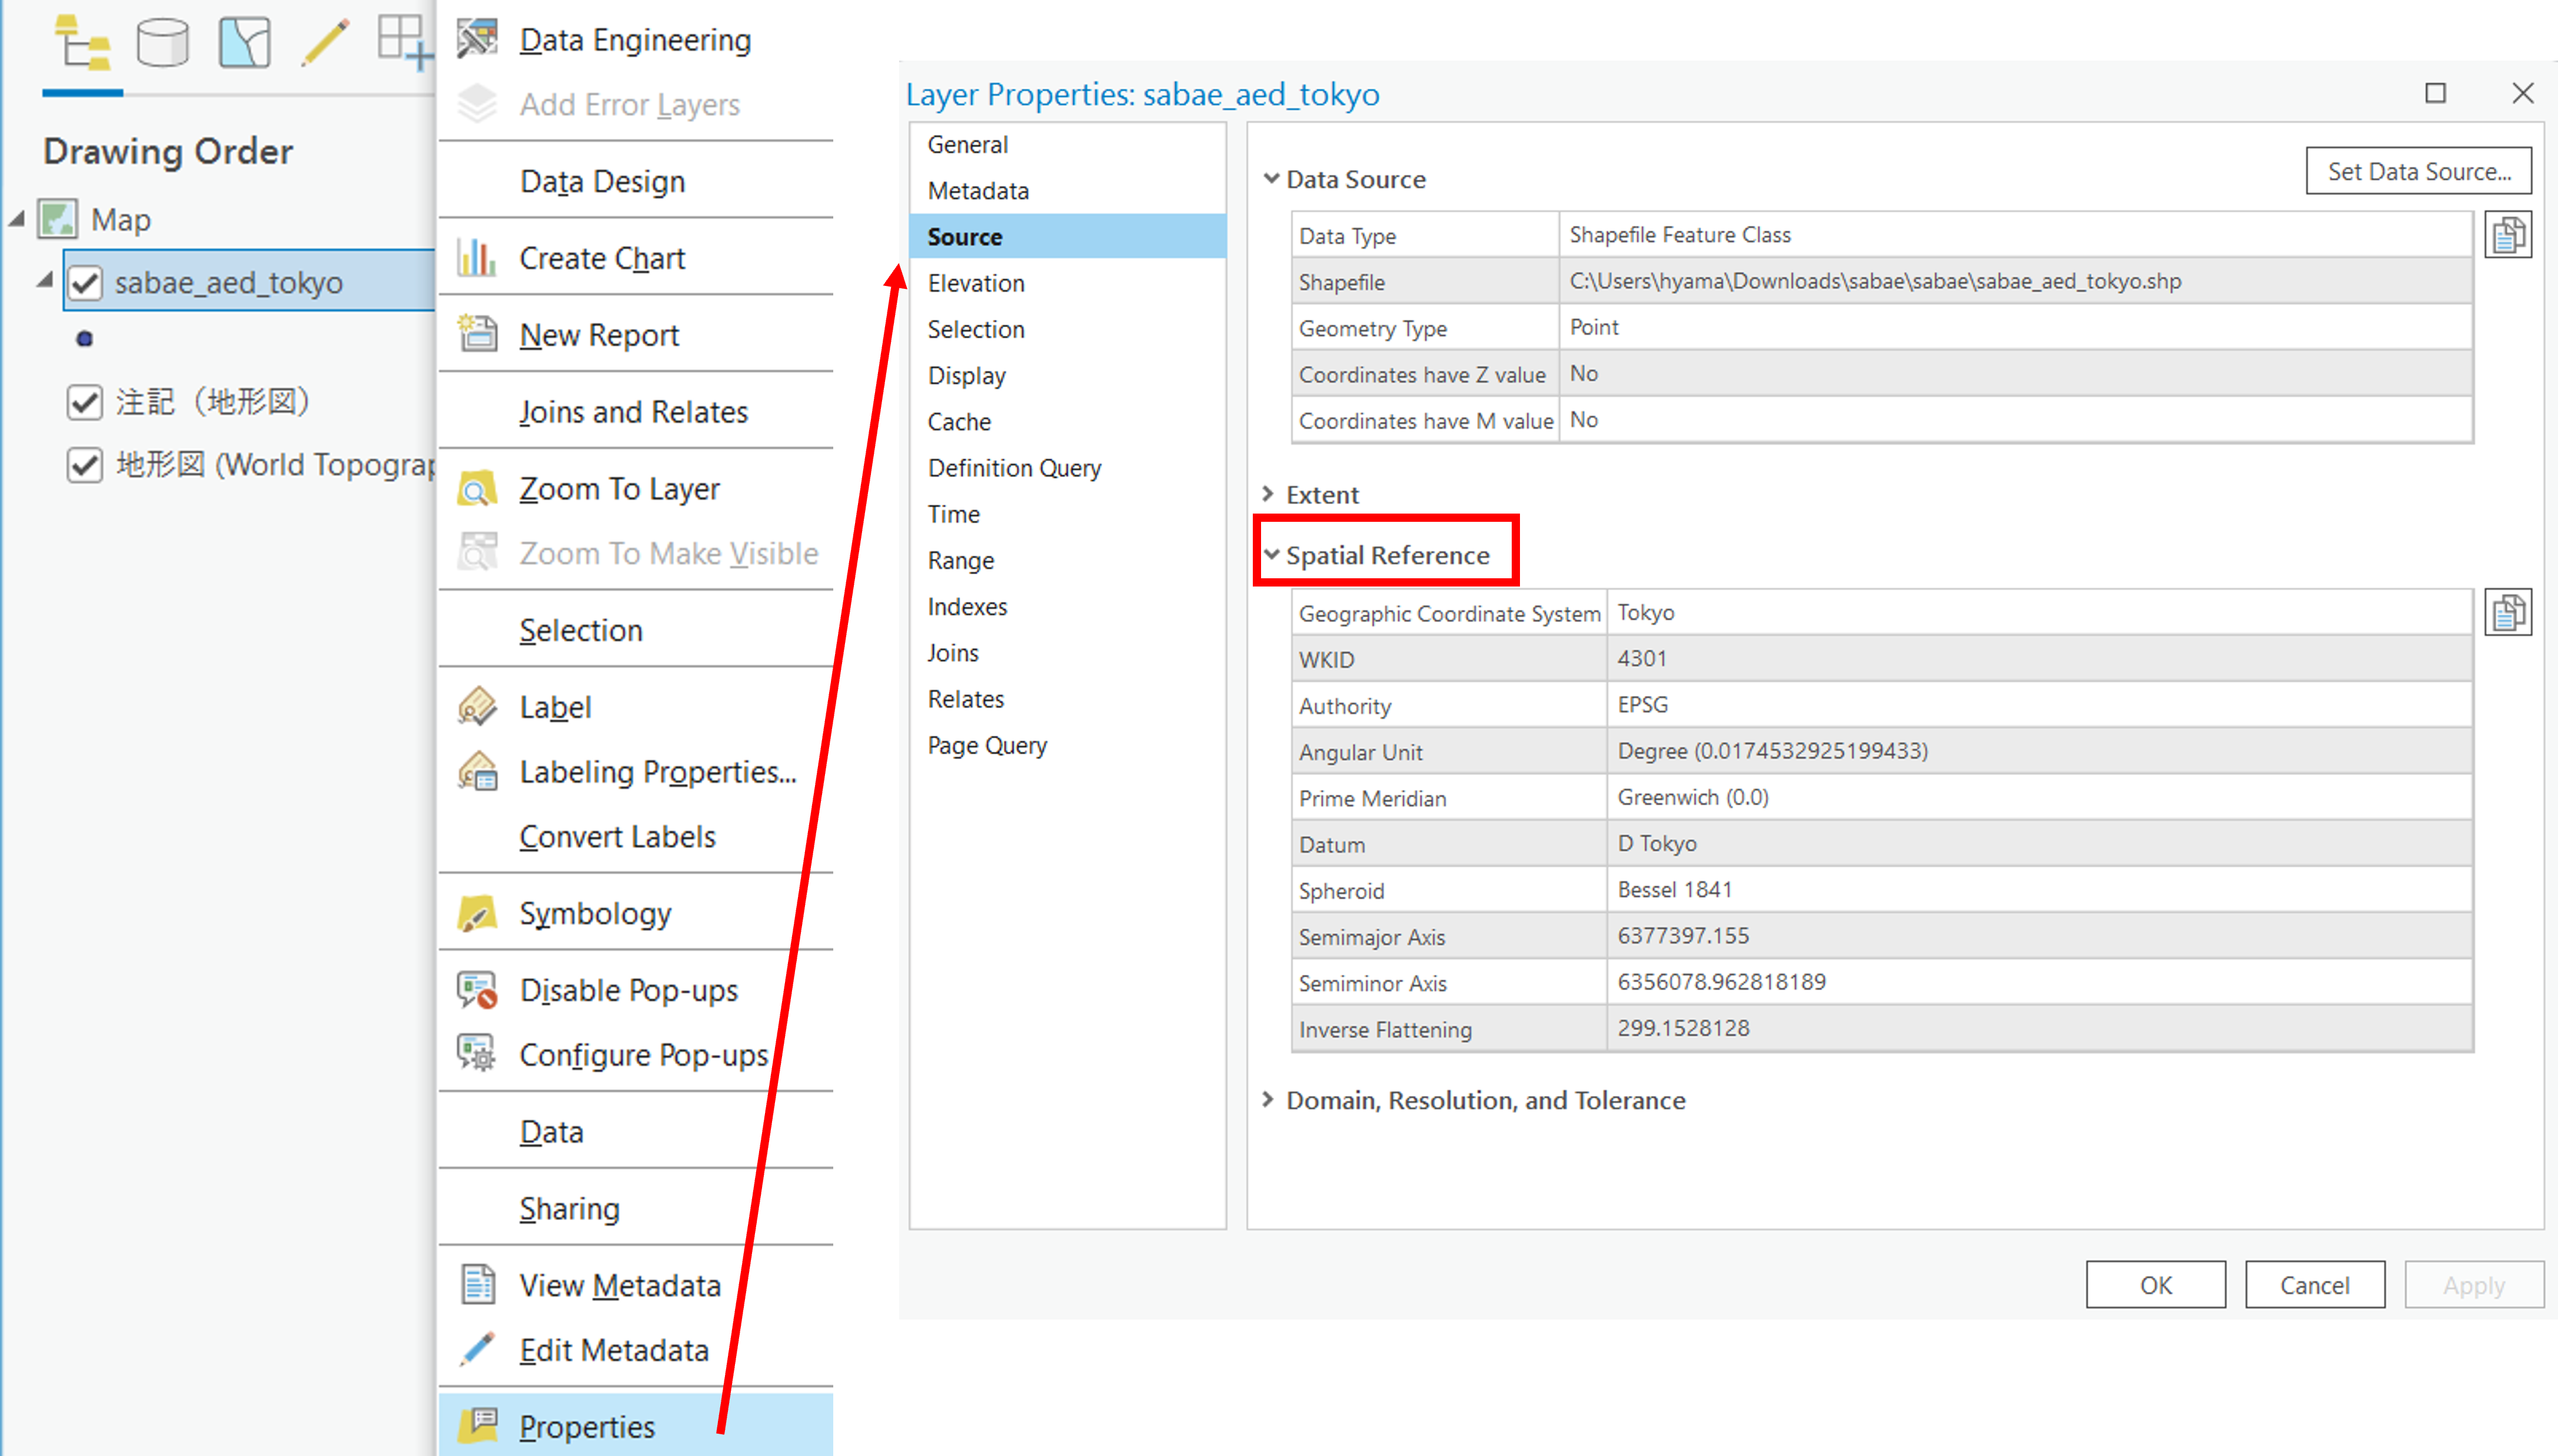 Drawing Order
Map
sabae_aed_tokyo
注記（地形図）
地形図 (World Topogra
Data Engineering
Add Error Layers
Data Design
Create Chart
New Report
Joins and Relates
Zoom To Layer
Zoom To Make Visible
Selection
Label
Labeling Properties...
Convert Labels
Symbology
Disable Pop-ups
Configure Pop-ups
Data
Sharing
View Metadata
Edit Metadata
Properties
Layer Properties: sabae_aed_tokyo
General
Metadata
Source
Elevation
Selection
Display
Cache
Definition Query
Time
Range
Indexes
Joins
Relates
Page Query
Data Source
Set Data Source...
Data Type Shapefile Feature Class
Shapefile C:\Users\hyama\Downloads\sabae\sabae\sabae_aed_tokyo.shp
Geometry Type Point
Coordinates have Z value No
Coordinates have M value No
Extent
Spatial Reference
Geographic Coordinate System Tokyo
WKID 4301
Authority EPSG
Angular Unit Degree (0.0174532925199433)
Prime Meridian Greenwich (0.0)
Datum D Tokyo
Spheroid Bessel 1841
Semimajor Axis 6377397.155
Semiminor Axis 6356078.962818189
Inverse Flattening 299.1528128
Domain, Resolution, and Tolerance
OK
Cancel
Apply